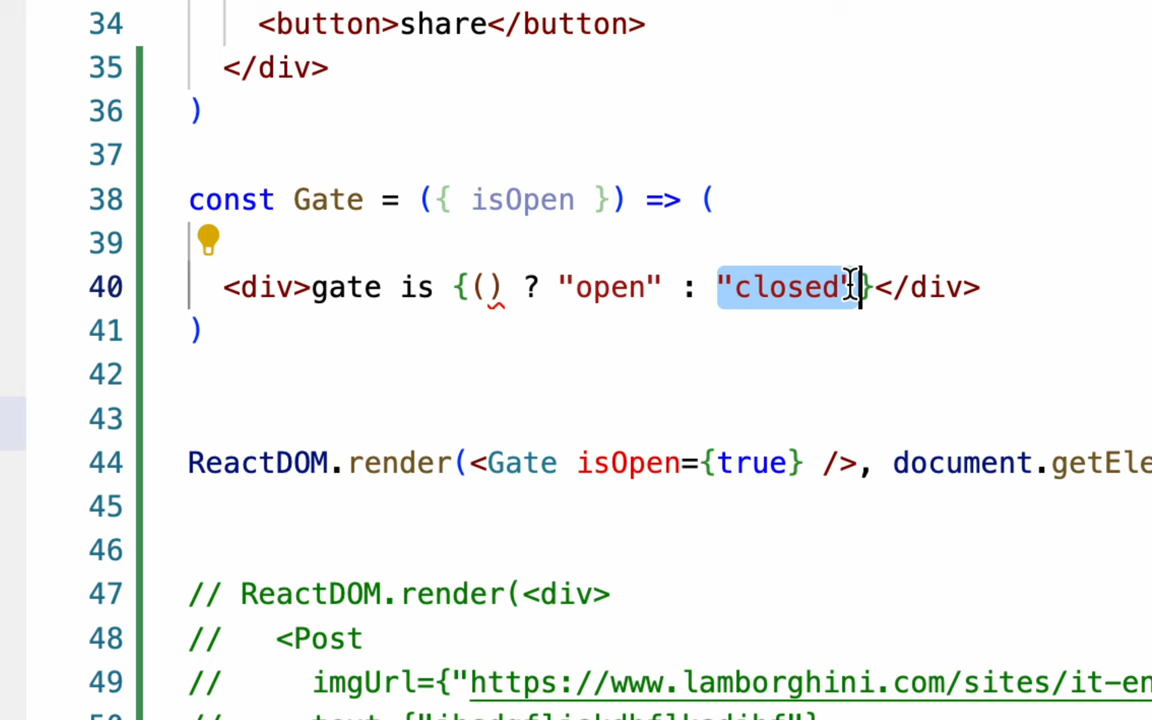 34 <button>share</button>
35 </div>
36 )
37
38 const Gate = ({ isOpen }) => (
39
40 <div>gate is {() ? "open" : "closed"}</div>
41 )
42
43
44 ReactDOM.render(<Gate isOpen={true} />, document.getEle
45
46
47 // ReactDOM.render(<div>
48 // <Post
49 // imgUrl={"https://www.lamborghini.com/sites/it-en